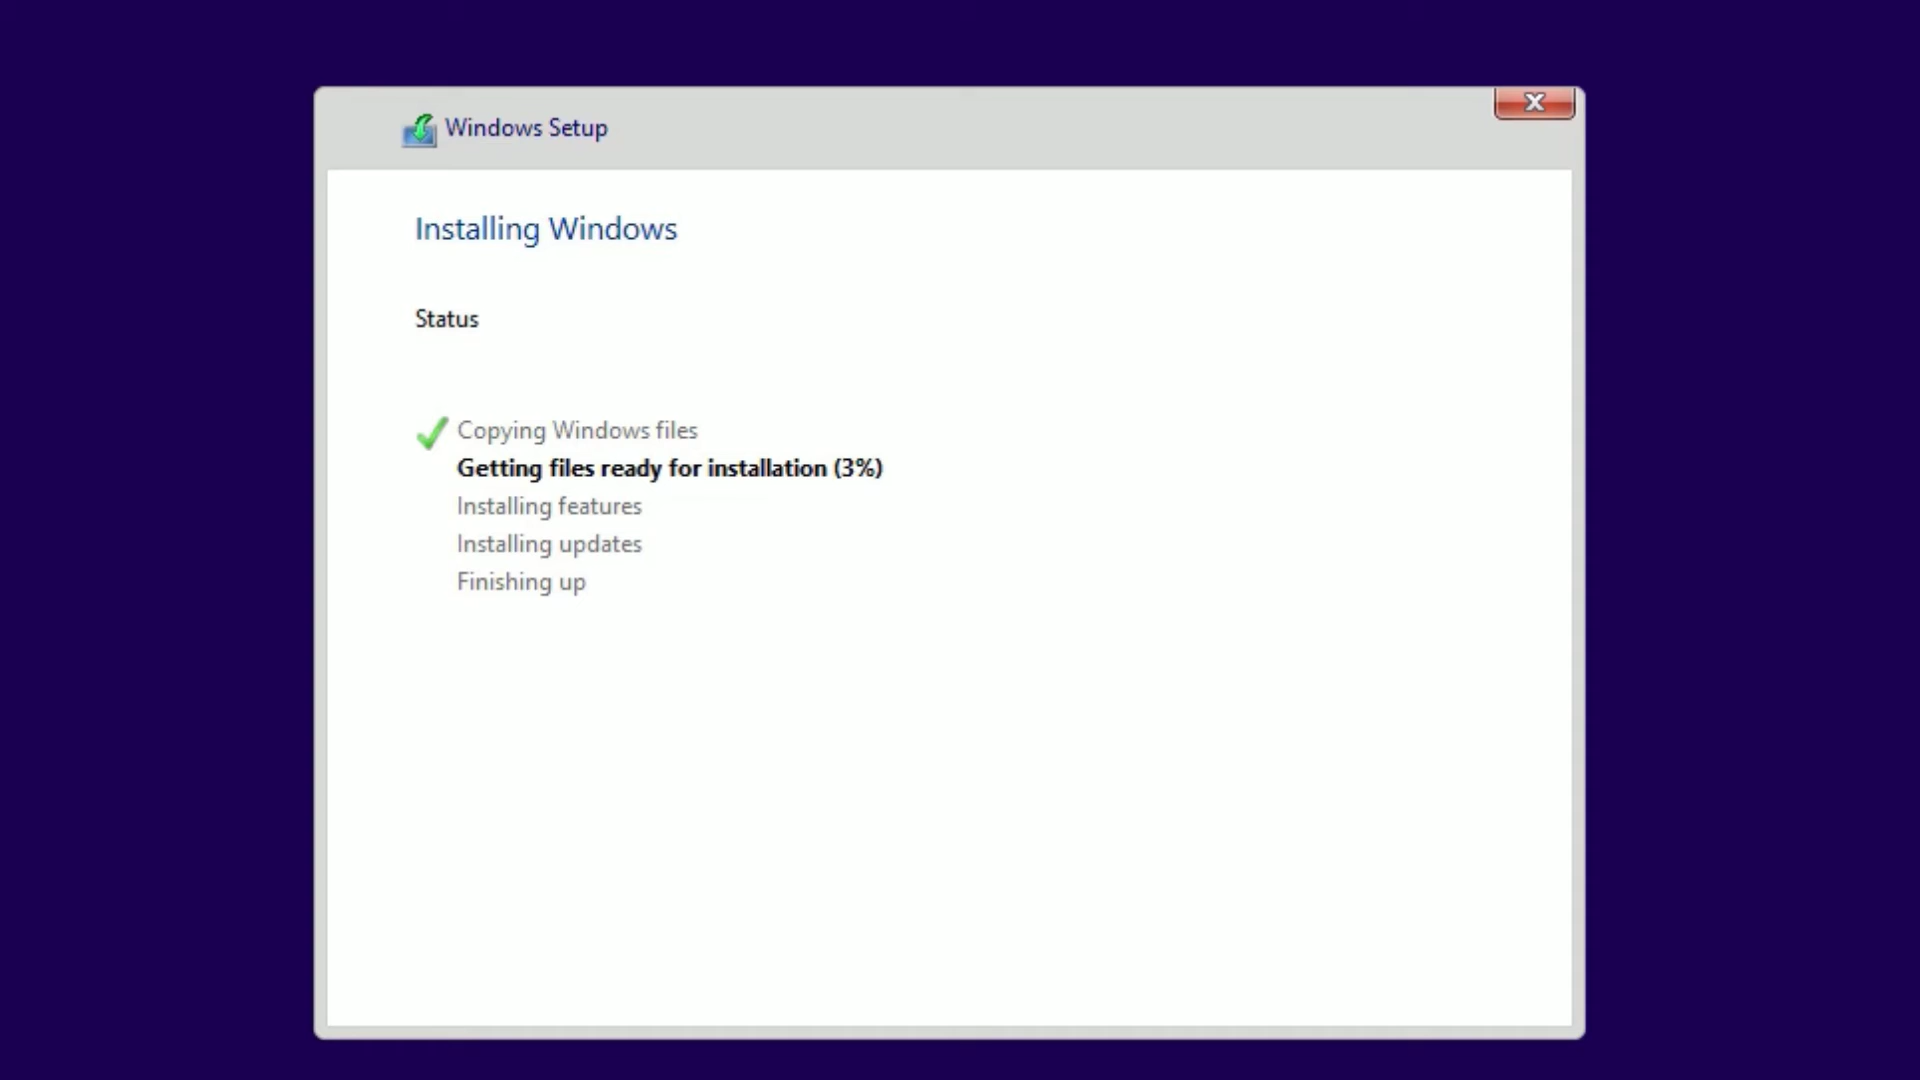 Windows Setup
Installing Windows
Status
Copying Windows files
Getting files ready for installation (3%)
Installing features
Installing updates
Finishing up